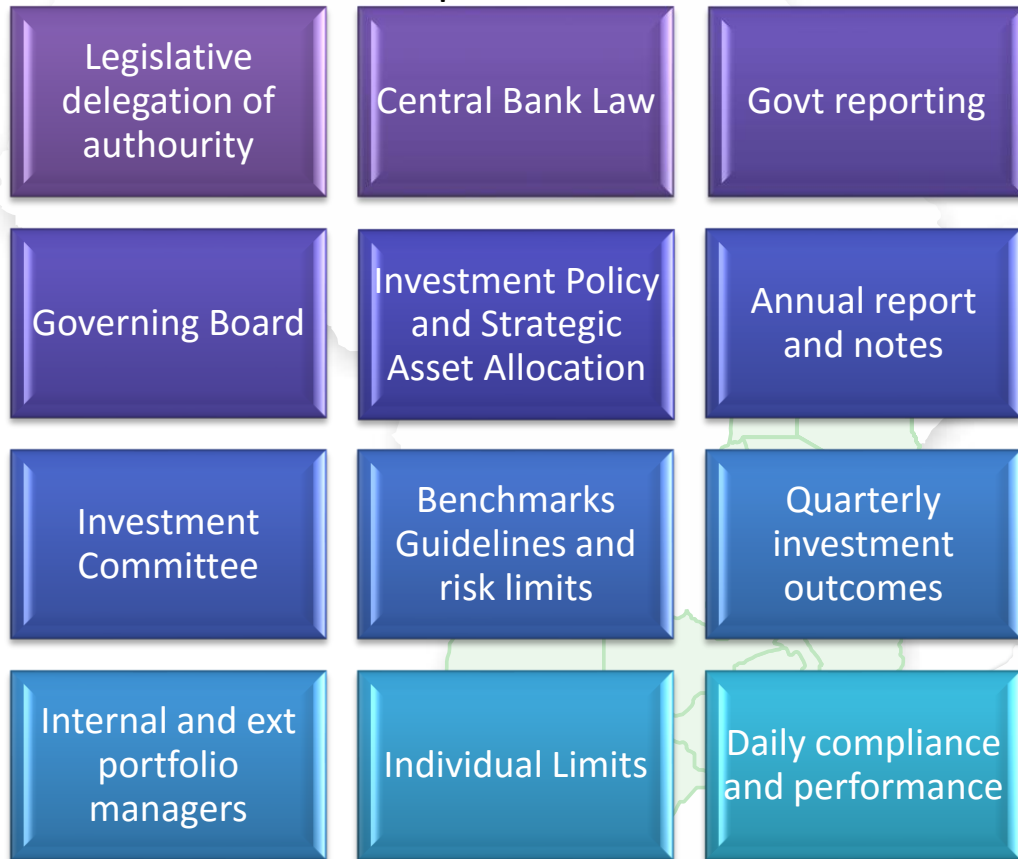 Legislative
delegation of
authourity
Central Bank Law
Govt reporting
Governing Board
Investment Policy
and Strategic
Asset Allocation
Annual report
and notes
Investment
Committee
Benchmarks
Guidelines and
risk limits
Quarterly
investment
outcomes
Internal and ext
portfolio
managers
Individual Limits
Daily compliance
and performance